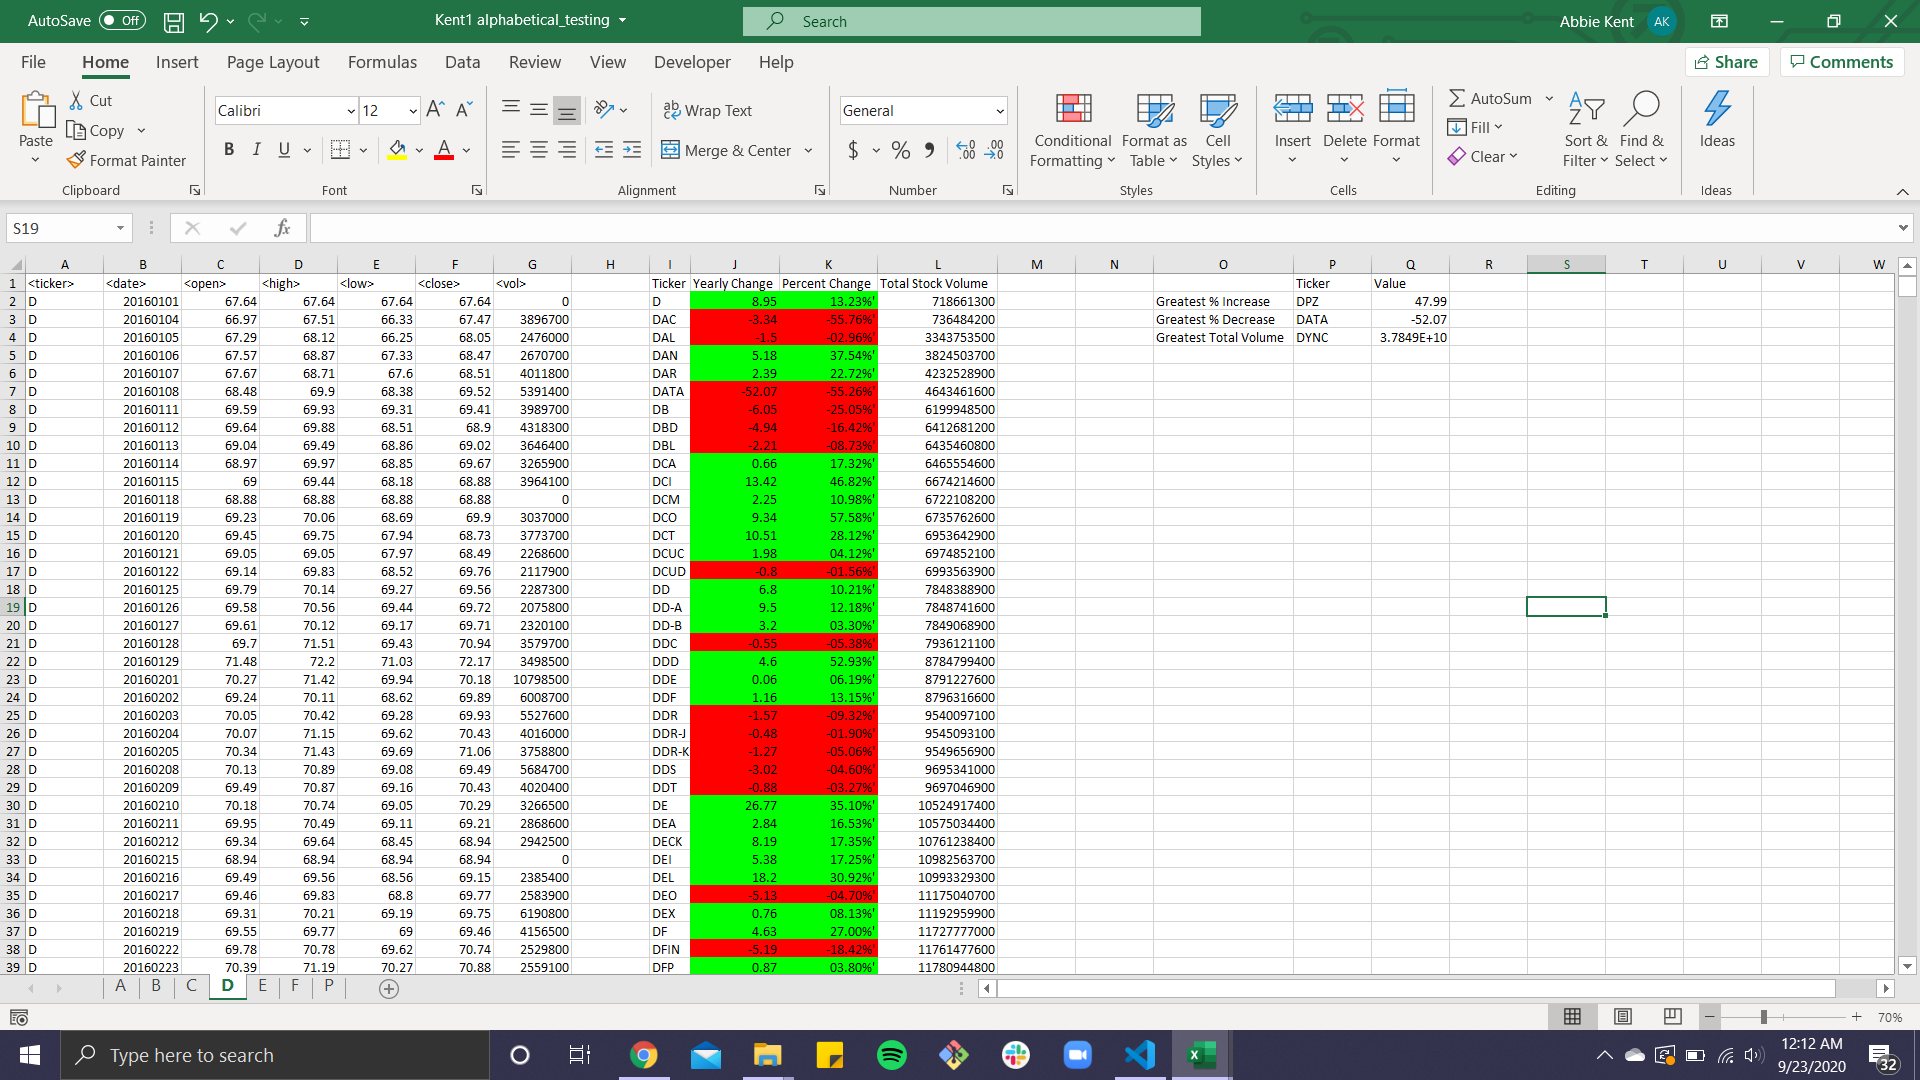 AutoSave Off Kent1 alphabetical_testing Search Abbie Kent AK
File Home Insert Page Layout Formulas Data Review View Developer Help Share Comments
Paste Cut Copy Format Painter Calibri 12 B I U Wrap Text Merge & Center General $ % Conditional Formatting Format as Table Cell Styles Insert Delete Format AutoSum Fill Clear Sort & Filter Find & Select Ideas
Clipboard Font Alignment Number Styles Cells Editing Ideas
S19 fx
A B C D E F G H I J K L M N O P Q R S T U V W
1 <ticker> <date> <open> <high> <low> <close> <vol> Ticker Yearly Change Percent Change Total Stock Volume Ticker Value
2 D 20160101 67.64 67.64 67.64 67.64 0 D 8.95 13.23%' 718661300 Greatest % Increase DPZ 47.99
3 D 20160104 66.97 67.51 66.33 67.47 3896700 DAC -3.34 -55.76%' 736484200 Greatest % Decrease DATA -52.07
4 D 20160105 67.29 68.12 66.25 68.05 2476000 DAL -1.5 -02.96%' 3343753500 Greatest Total Volume DYNC 3.7849E+10
5 D 20160106 67.57 68.87 67.33 68.47 2670700 DAN 5.18 37.54%' 3824503700
6 D 20160107 67.67 68.71 67.6 68.51 4011800 DAR 2.39 22.72%' 4232528900
7 D 20160108 68.48 69.9 68.38 69.52 5391400 DATA -52.07 -55.26%' 4643461600
8 D 20160111 69.59 69.93 69.31 69.41 3989700 DB -6.05 -25.05%' 6199948500
9 D 20160112 69.64 69.88 68.51 68.9 4318300 DBD -4.94 -16.42%' 6412681200
10 D 20160113 69.04 69.49 68.86 69.02 3646400 DBL -2.21 -08.73%' 6435460800
11 D 20160114 68.97 69.97 68.85 69.67 3265900 DCA 0.66 17.32%' 6465554600
12 D 20160115 69 69.44 68.18 68.88 3964100 DCI 13.42 46.82%' 6674214600
13 D 20160118 68.88 68.88 68.88 68.88 0 DCM 2.25 10.98%' 6722108200
14 D 20160119 69.23 70.06 68.69 69.9 3037000 DCO 9.34 57.58%' 6735762600
15 D 20160120 69.45 69.75 67.94 68.73 3773700 DCT 10.51 28.12%' 6953642900
16 D 20160121 69.05 69.05 67.97 68.49 2268600 DCUC 1.98 04.12%' 6974852100
17 D 20160122 69.14 69.83 68.52 69.76 2117900 DCUD -0.8 -01.56%' 6993563900
18 D 20160125 69.79 70.14 69.27 69.56 2287300 DD 6.8 10.21%' 7848388900
19 D 20160126 69.58 70.56 69.44 69.72 2075800 DD-A 9.5 12.18%' 7848741600
20 D 20160127 69.61 70.12 69.17 69.71 2320100 DD-B 3.2 03.30%' 7849068900
21 D 20160128 69.7 71.51 69.43 70.94 3579700 DDC -0.55 -05.38%' 7936121100
22 D 20160129 71.48 72.2 71.03 72.17 3498500 DDD 4.6 52.93%' 8784799400
23 D 20160201 70.27 71.42 69.94 70.18 10798500 DDE 0.06 06.19%' 8791227600
24 D 20160202 69.24 70.11 68.62 69.89 6008700 DDF 1.16 13.15%' 8796316600
25 D 20160203 70.05 70.42 69.28 69.93 5527600 DDR -1.57 -09.32%' 9540097100
26 D 20160204 70.07 71.15 69.62 70.43 4016000 DDR-J -0.48 -01.90%' 9545093100
27 D 20160205 70.34 71.43 69.69 71.06 3758800 DDR-K -1.27 -05.06%' 9549656900
28 D 20160208 70.13 70.89 69.08 69.49 5684700 DDS -3.02 -04.60%' 9695341000
29 D 20160209 69.49 70.87 69.16 70.43 4020400 DDT -0.88 -03.27%' 9697046900
30 D 20160210 70.18 70.74 69.05 70.29 3266500 DE 26.77 35.10%' 10524917400
31 D 20160211 69.95 70.49 69.11 69.21 2868600 DEA 2.84 16.53%' 10575034400
32 D 20160212 69.34 69.64 68.45 68.94 2942500 DECK 8.19 17.35%' 10761238400
33 D 20160215 68.94 68.94 68.94 68.94 0 DEI 5.38 17.25%' 10982563700
34 D 20160216 69.49 69.56 68.56 69.15 2385400 DEL 18.2 30.92%' 10993329300
35 D 20160217 69.46 69.83 68.8 69.77 2583900 DEO -5.13 -04.70%' 11175040700
36 D 20160218 69.31 70.21 69.19 69.75 6190800 DEX 0.76 08.13%' 11192959900
37 D 20160219 69.55 69.77 69 69.46 4156500 DF 4.63 27.00%' 11727777000
38 D 20160222 69.78 70.78 69.62 70.74 2529800 DFIN -5.19 -18.42%' 11761477600
39 D 20160223 70.39 71.19 70.27 70.88 2559100 DFP 0.87 03.80%' 11780944800
A B C D E F P
70%
Type here to search 12:12 AM
9/23/2020 32